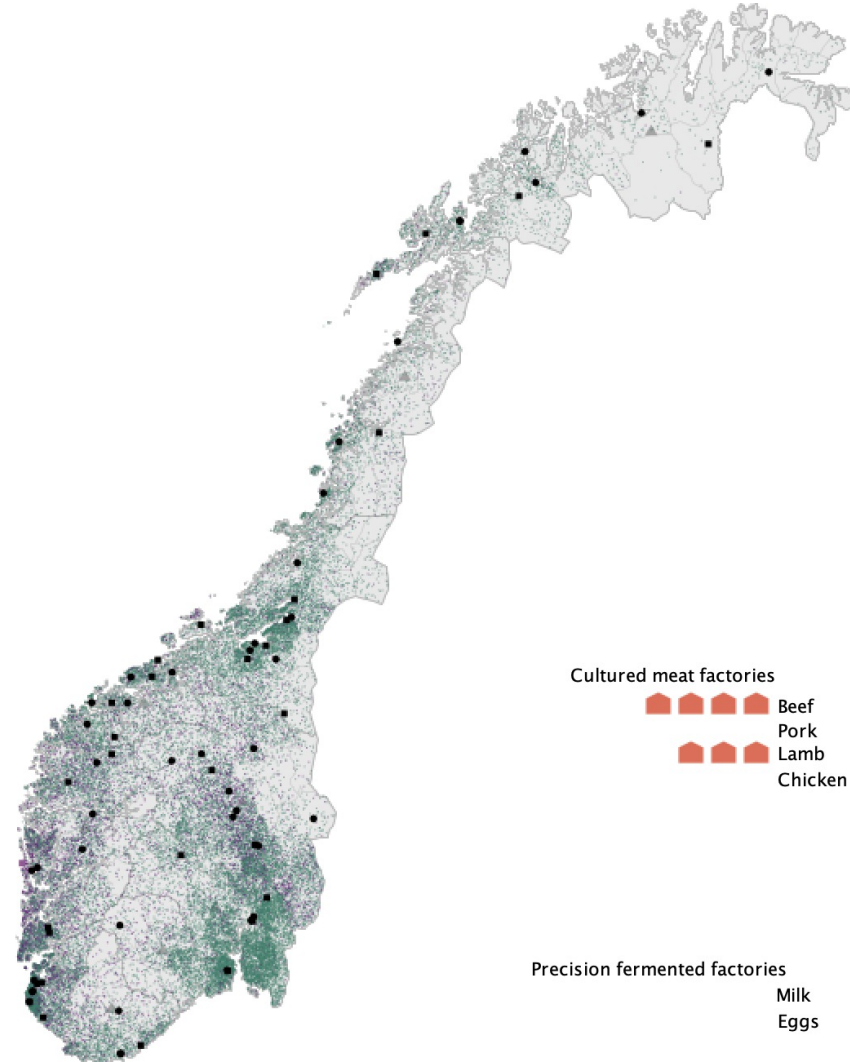 Cultured meat factories
Beef
Pork
Lamb
Chicken
Precision fermented factories
Milk
Eggs